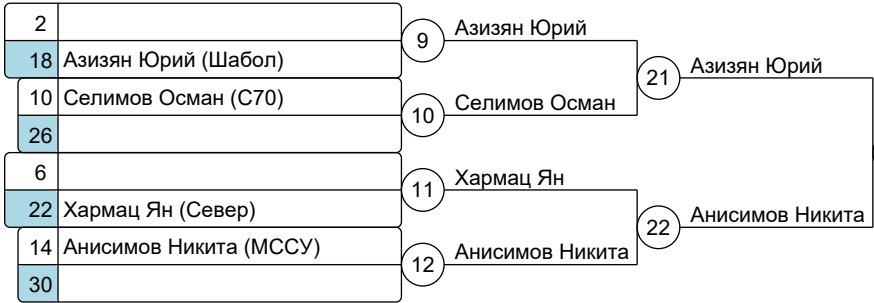 2
9
Азизян Юрий
18 Азизян Юрий (Шабол)
21
Азизян Юрий
10 Селимов Осман (С70)
10
Селимов Осман
26
6
11
Хармац Ян
22 Хармац Ян (Север)
22
Анисимов Никита
14 Анисимов Никита (МССУ)
12
Анисимов Никита
30